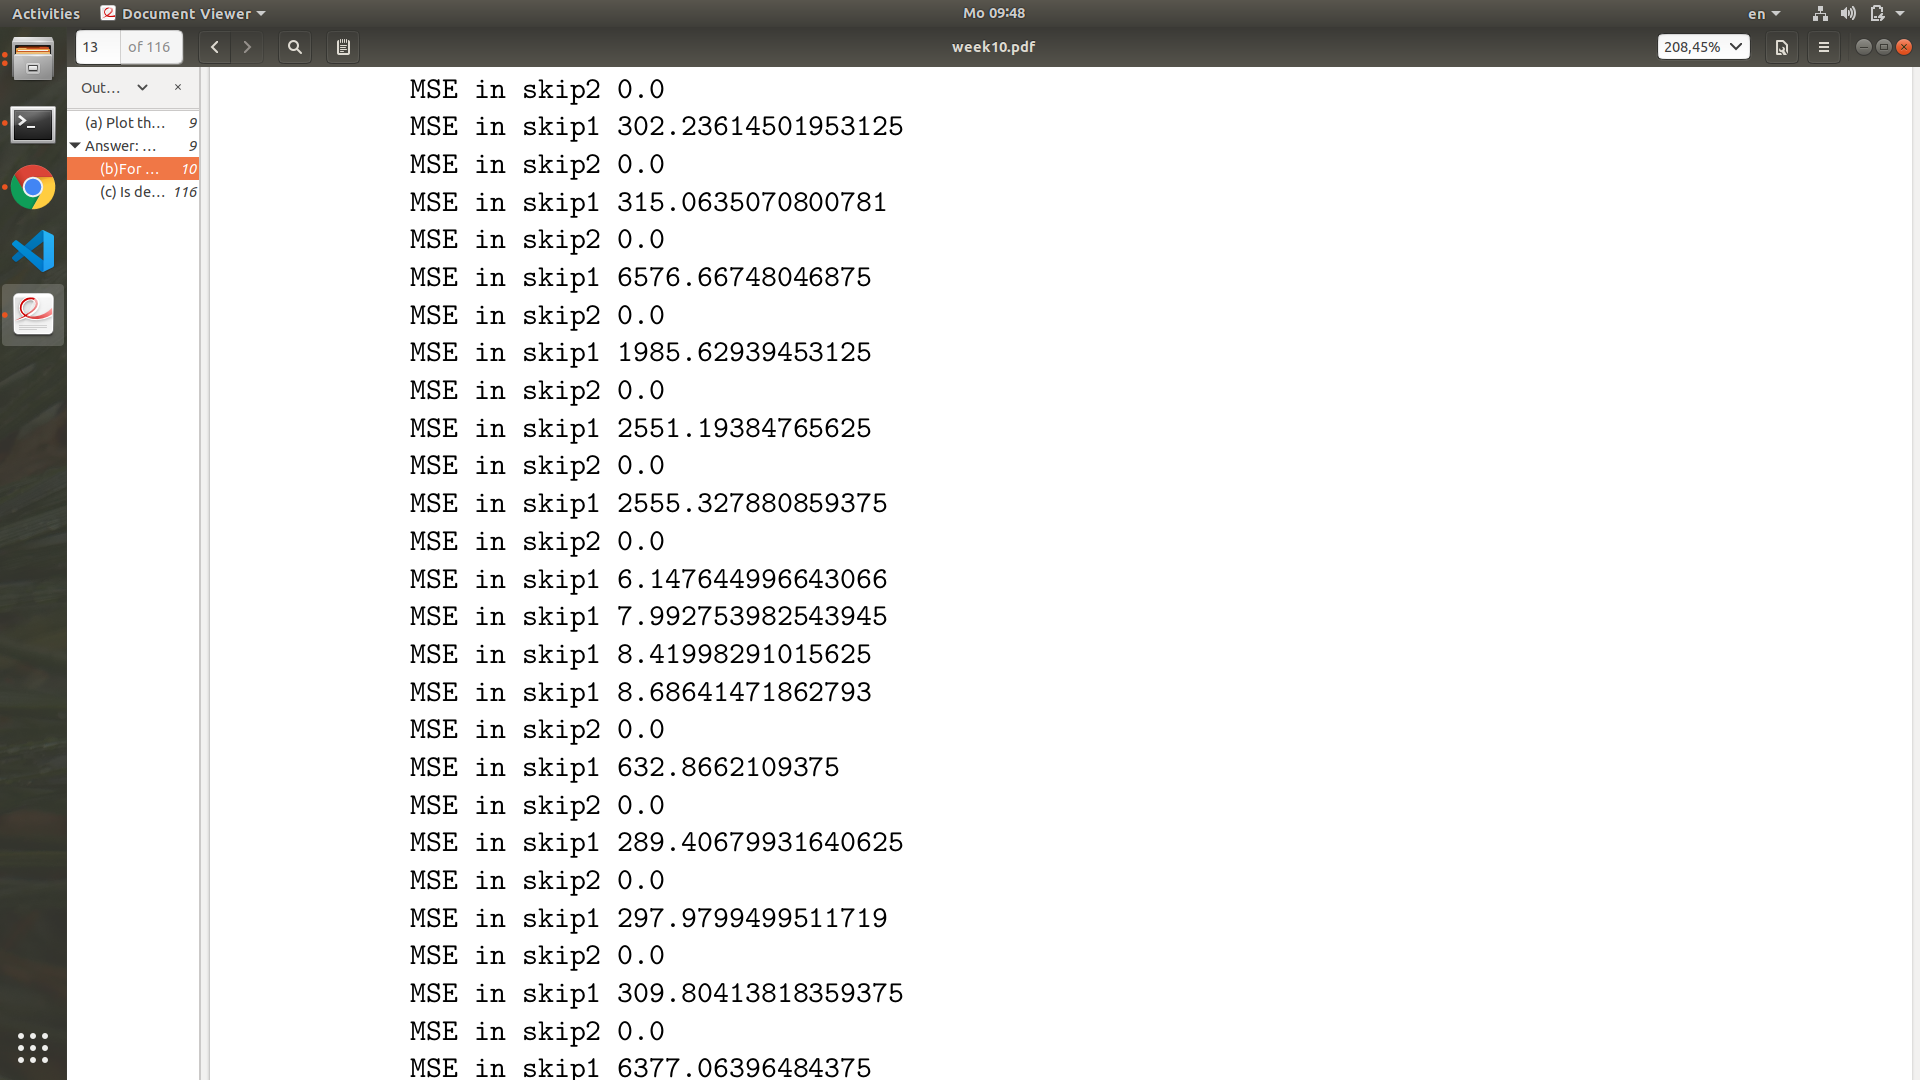 Activities Document Viewer Mo 09:48 en
13 of 116 week10.pdf 208,45%
Out...
(a) Plot th... 9
Answer: ... 9
(b)For ... 10
(c) Is de... 116
MSE in skip2 0.0
MSE in skip1 302.23614501953125
MSE in skip2 0.0
MSE in skip1 315.0635070800781
MSE in skip2 0.0
MSE in skip1 6576.66748046875
MSE in skip2 0.0
MSE in skip1 1985.62939453125
MSE in skip2 0.0
MSE in skip1 2551.19384765625
MSE in skip2 0.0
MSE in skip1 2555.327880859375
MSE in skip2 0.0
MSE in skip1 6.147644996643066
MSE in skip1 7.992753982543945
MSE in skip1 8.41998291015625
MSE in skip1 8.68641471862793
MSE in skip2 0.0
MSE in skip1 632.8662109375
MSE in skip2 0.0
MSE in skip1 289.40679931640625
MSE in skip2 0.0
MSE in skip1 297.9799499511719
MSE in skip2 0.0
MSE in skip1 309.80413818359375
MSE in skip2 0.0
MSE in skip1 6377.06396484375